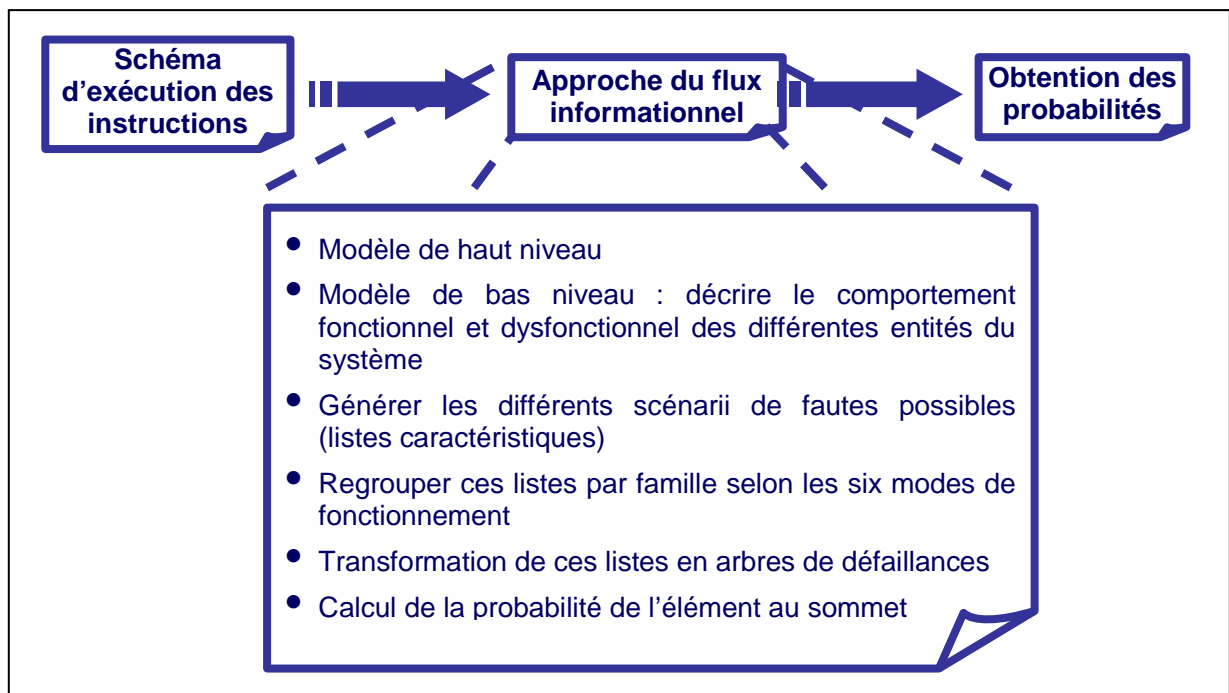 Schéma
d’exécution des
instructions
Approche du flux
informationnel
Obtention des
probabilités
• Modèle de haut niveau
• Modèle de bas niveau : décrire le comportement
fonctionnel et dysfonctionnel des différentes entités du
système
• Générer les différents scénarii de fautes possibles
(listes caractéristiques)
• Regrouper ces listes par famille selon les six modes de
fonctionnement
• Transformation de ces listes en arbres de défaillances
• Calcul de la probabilité de l’élément au sommet